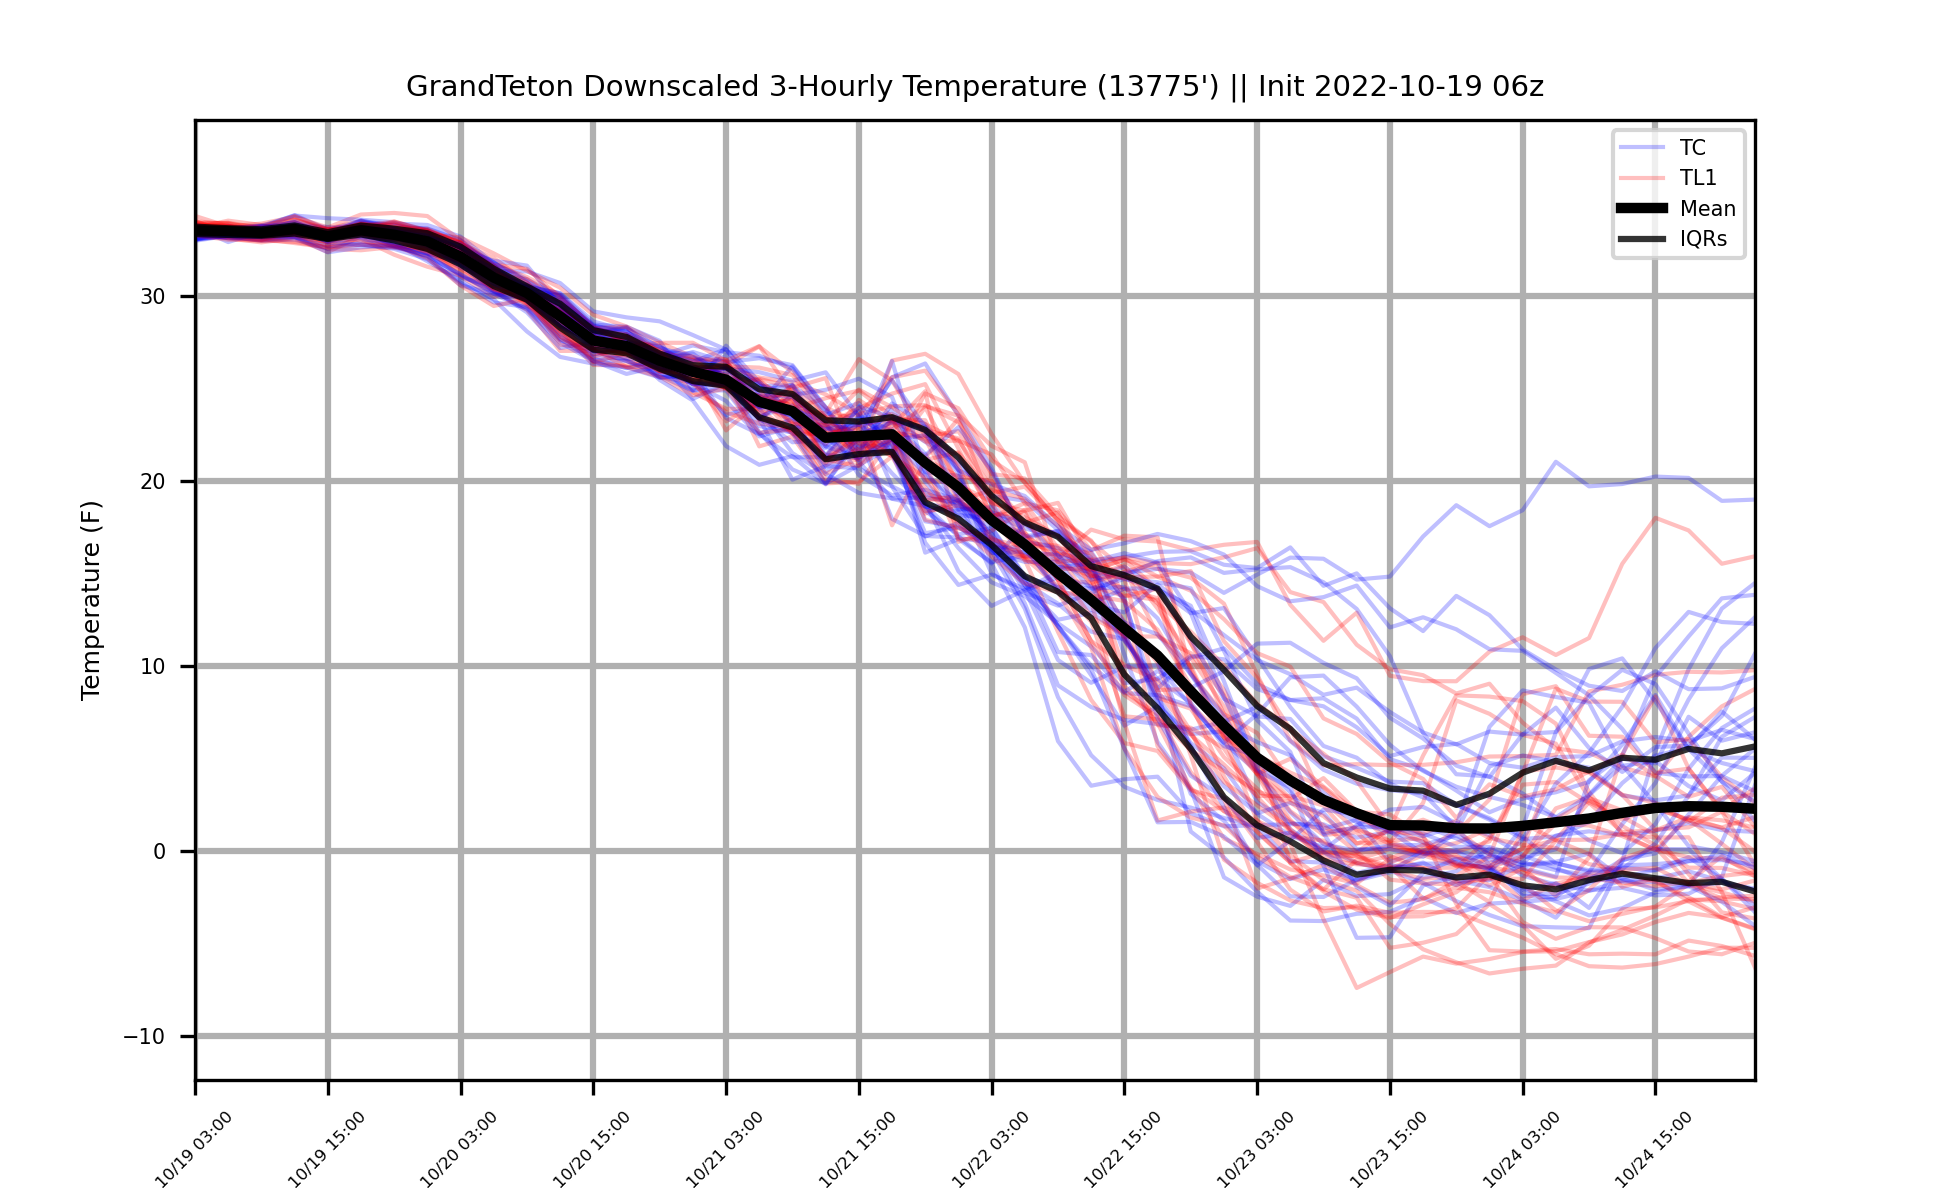 GrandTeton Downscaled 3-Hourly Temperature (13775') || Init 2022-10-19 06z
TC
TL1
Mean
IQRs
Temperature (F)
30
20
10
0
−10
10/19 03:00
10/19 15:00
10/20 03:00
10/20 15:00
10/21 03:00
10/21 15:00
10/22 03:00
10/22 15:00
10/23 03:00
10/23 15:00
10/24 03:00
10/24 15:00